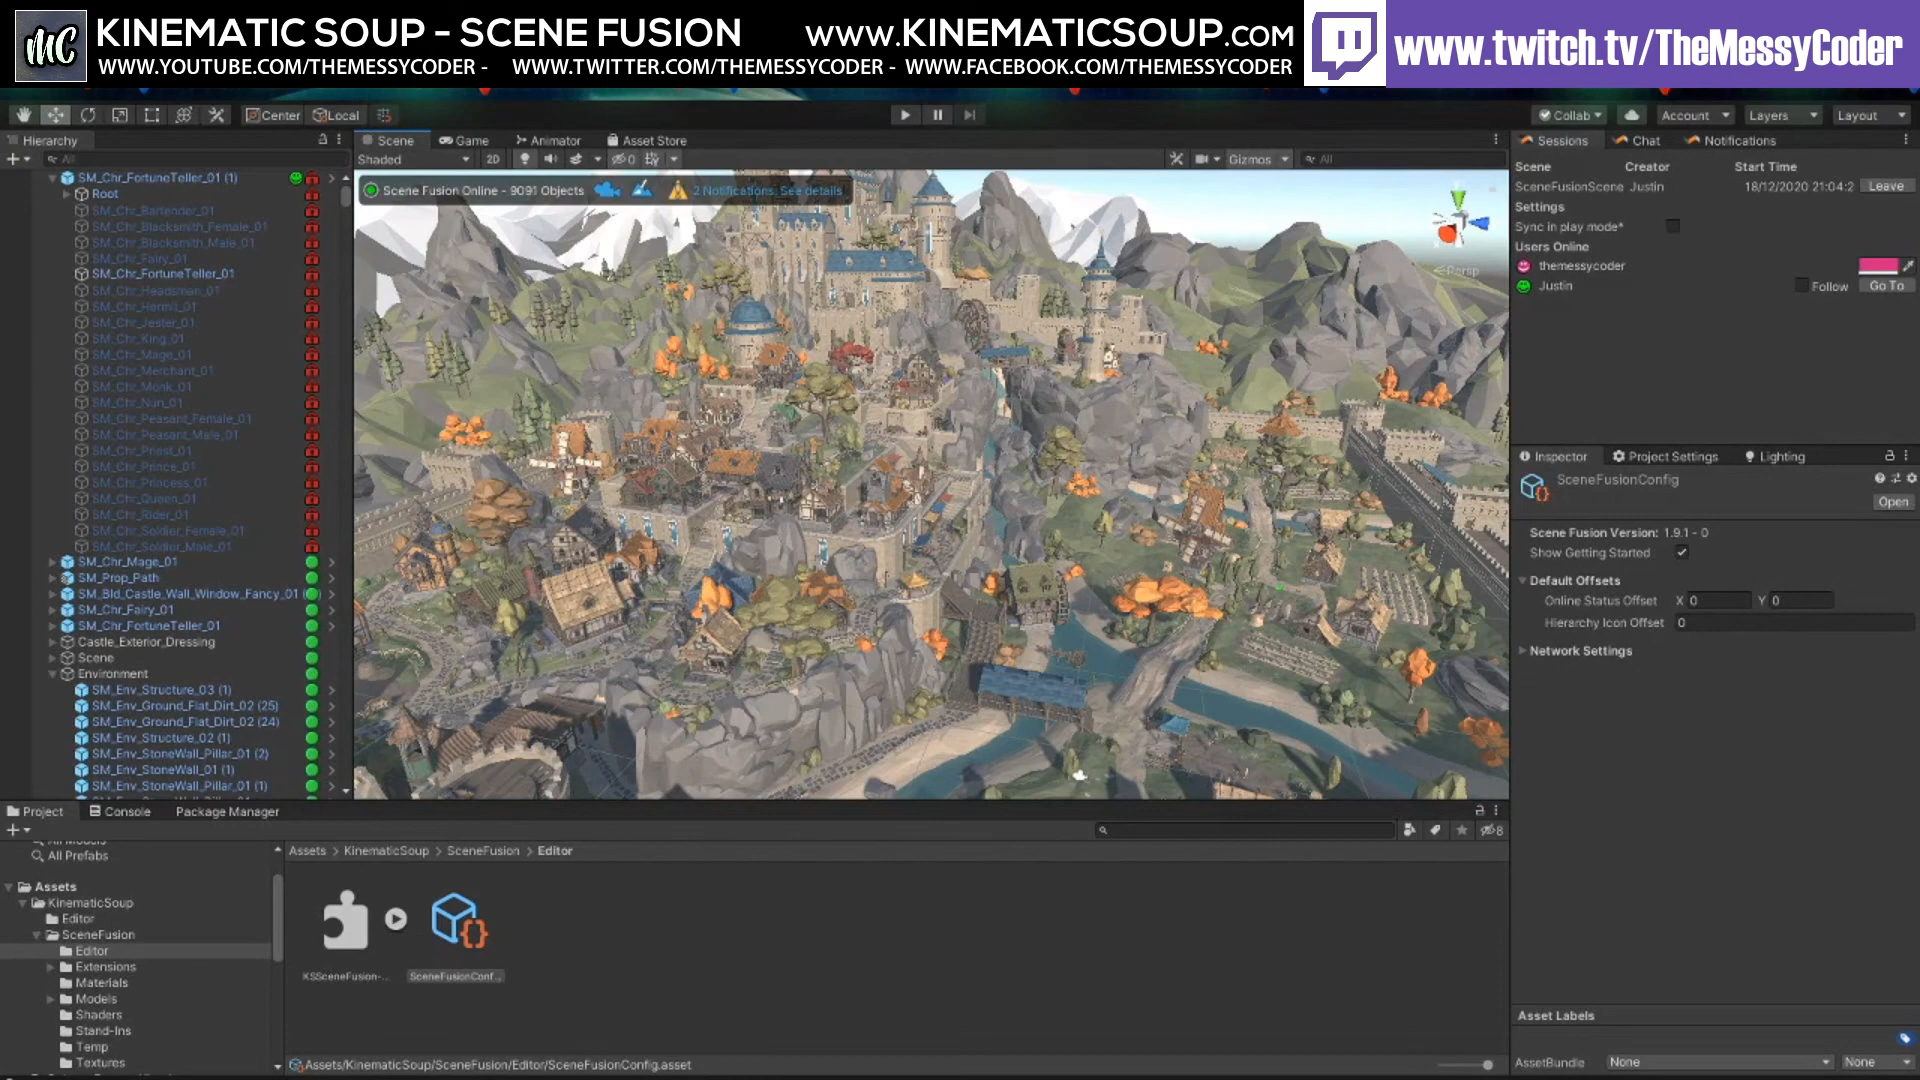 MC KINEMATIC SOUP - SCENE FUSION WWW.KINEMATICSOUP.COM
WWW.YOUTUBE.COM/THEMESSYCODER - WWW.TWITTER.COM/THEMESSYCODER - WWW.FACEBOOK.COM/THEMESSYCODER
www.twitch.tv/TheMessyCoder
Center Local
Collab Account Layers Layout
Hierarchy
All
SM_Chr_FortuneTeller_01 (1)
Root
SM_Chr_Bartender_01
SM_Chr_Blacksmith_Female_01
SM_Chr_Blacksmith_Male_01
SM_Chr_Fairy_01
SM_Chr_FortuneTeller_01
SM_Chr_Headsman_01
SM_Chr_Hermit_01
SM_Chr_Jester_01
SM_Chr_King_01
SM_Chr_Mage_01
SM_Chr_Merchant_01
SM_Chr_Monk_01
SM_Chr_Nun_01
SM_Chr_Peasant_Female_01
SM_Chr_Peasant_Male_01
SM_Chr_Priest_01
SM_Chr_Prince_01
SM_Chr_Princess_01
SM_Chr_Queen_01
SM_Chr_Rider_01
SM_Chr_Soldier_Female_01
SM_Chr_Soldier_Male_01
SM_Chr_Mage_01
SM_Prop_Path
SM_Bld_Castle_Wall_Window_Fancy_01 (
SM_Chr_Fairy_01
SM_Chr_FortuneTeller_01
Castle_Exterior_Dressing
Scene
Environment
SM_Env_Structure_03 (1)
SM_Env_Ground_Flat_Dirt_02 (25)
SM_Env_Ground_Flat_Dirt_02 (24)
SM_Env_Structure_02 (1)
SM_Env_StoneWall_Pillar_01 (2)
SM_Env_StoneWall_01 (1)
SM_Env_StoneWall_Pillar_01 (1)
Scene Game Animator Asset Store
Shaded 2D 0 Gizmos All
Scene Fusion Online - 9091 Objects 2 Notifications. See details
Persp
Sessions Chat Notifications
Scene Creator Start Time
SceneFusionScene Justin 18/12/2020 21:04:2 Leave
Settings
Sync in play mode*
Users Online
themessycoder
Justin Follow Go To
Inspector Project Settings Lighting
SceneFusionConfig
Open
Scene Fusion Version: 1.9.1 - 0
Show Getting Started
Default Offsets
Online Status Offset X 0 Y 0
Hierarchy Icon Offset 0
Network Settings
Asset Labels
AssetBundle None None
Project Console Package Manager
8
All Models
All Prefabs
Assets
KinematicSoup
Editor
SceneFusion
Editor
Extensions
Materials
Models
Shaders
Stand-Ins
Temp
Textures
Assets > KinematicSoup > SceneFusion > Editor
KSSceneFusion-... SceneFusionConf...
Assets/KinematicSoup/SceneFusion/Editor/SceneFusionConfig.asset